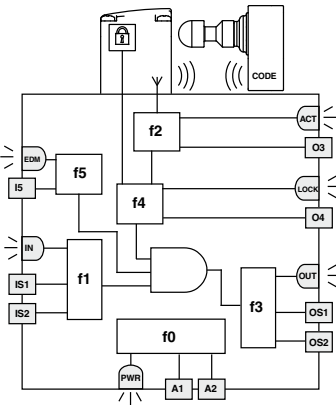 CODE
f2
ACT
O3
EDM
f5
I5
LOCK
f4
O4
IN
f1
IS1
IS2
OUT
f3
OS1
OS2
f0
PWR
A1
A2